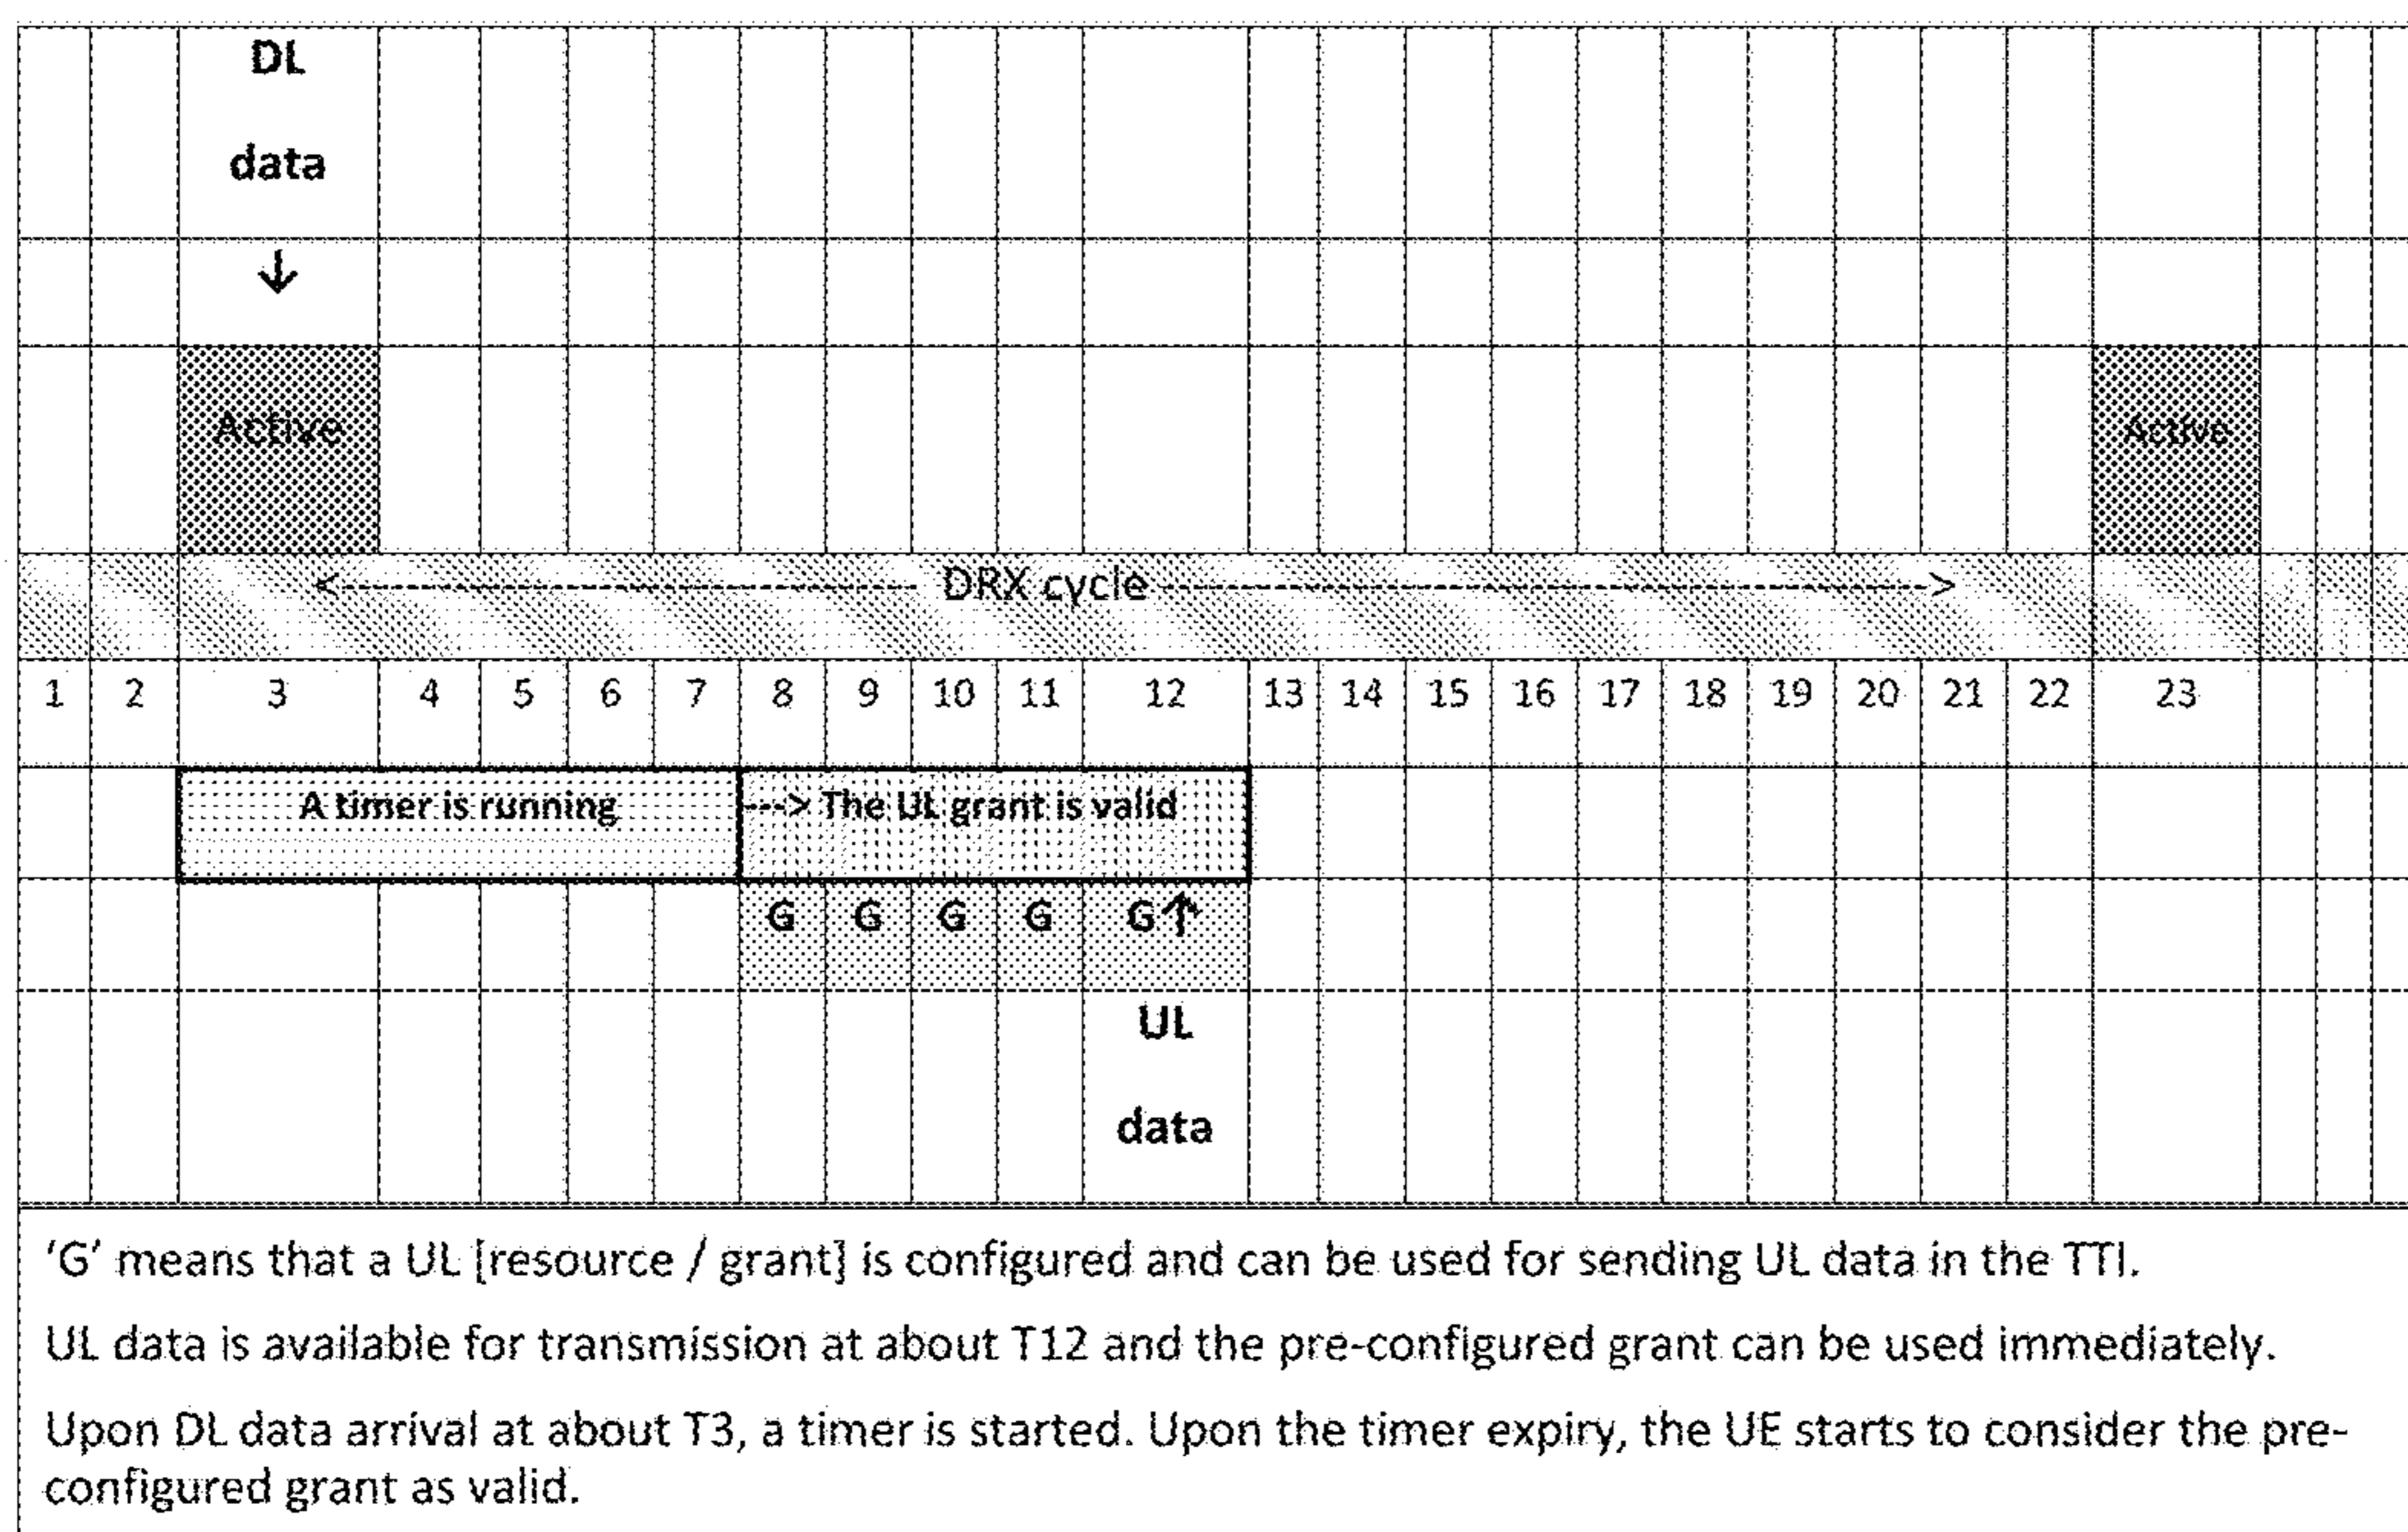 DL
data
↓
Active Active
<--------------------- DRX cycle --------------------->
1 2 3 4 5 6 7 8 9 10 11 12 13 14 15 16 17 18 19 20 21 22 23
A timer is running ---> The UL grant is valid
G G G G G↑
UL
data
'G' means that a UL [resource / grant] is configured and can be used for sending UL data in the TTI.
UL data is available for transmission at about T12 and the pre-configured grant can be used immediately.
Upon DL data arrival at about T3, a timer is started. Upon the timer expiry, the UE starts to consider the pre-
configured grant as valid.